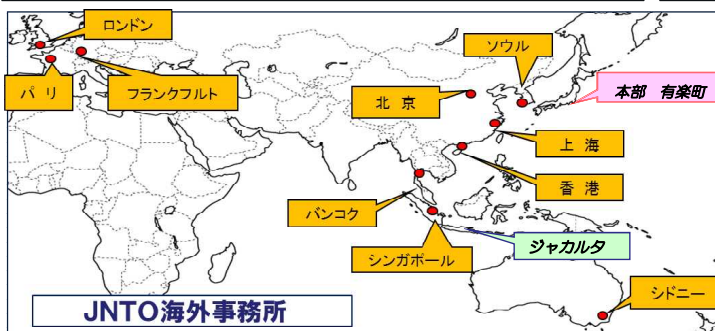 ロンドン
ソウル
パリ
フランクフルト
北京
本部 有楽町
上海
香港
バンコク
ジャカルタ
シンガポール
シドニー
JNTO海外事務所